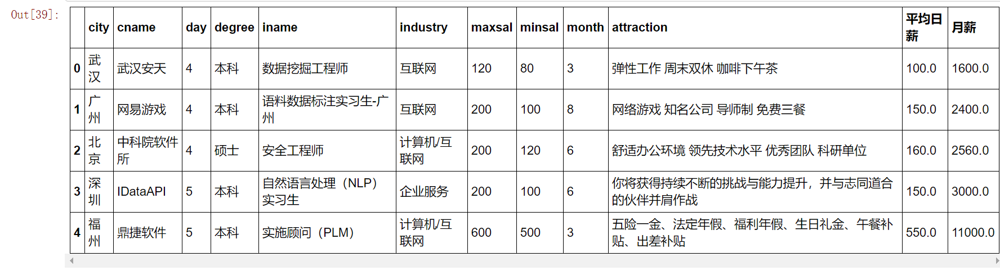 Out[39]:
city cname day degree iname industry maxsal minsal month attraction 平均日薪 月薪
0 武汉 武汉安天 4 本科 数据挖掘工程师 互联网 120 80 3 弹性工作 周末双休 咖啡下午茶 100.0 1600.0
1 广州 网易游戏 4 本科 语料数据标注实习生-广州 互联网 200 100 8 网络游戏 知名公司 导师制 免费三餐 150.0 2400.0
2 北京 中科院软件所 4 硕士 安全工程师 计算机/互联网 200 120 6 舒适办公环境 领先技术水平 优秀团队 科研单位 160.0 2560.0
3 深圳 IDataAPI 5 本科 自然语言处理（NLP）实习生 企业服务 200 100 6 你将获得持续不断的挑战与能力提升，并与志同道合的伙伴并肩作战 150.0 3000.0
4 福州 鼎捷软件 5 本科 实施顾问（PLM） 计算机/互联网 600 500 3 五险一金、法定年假、福利年假、生日礼金、午餐补贴、出差补贴 550.0 11000.0